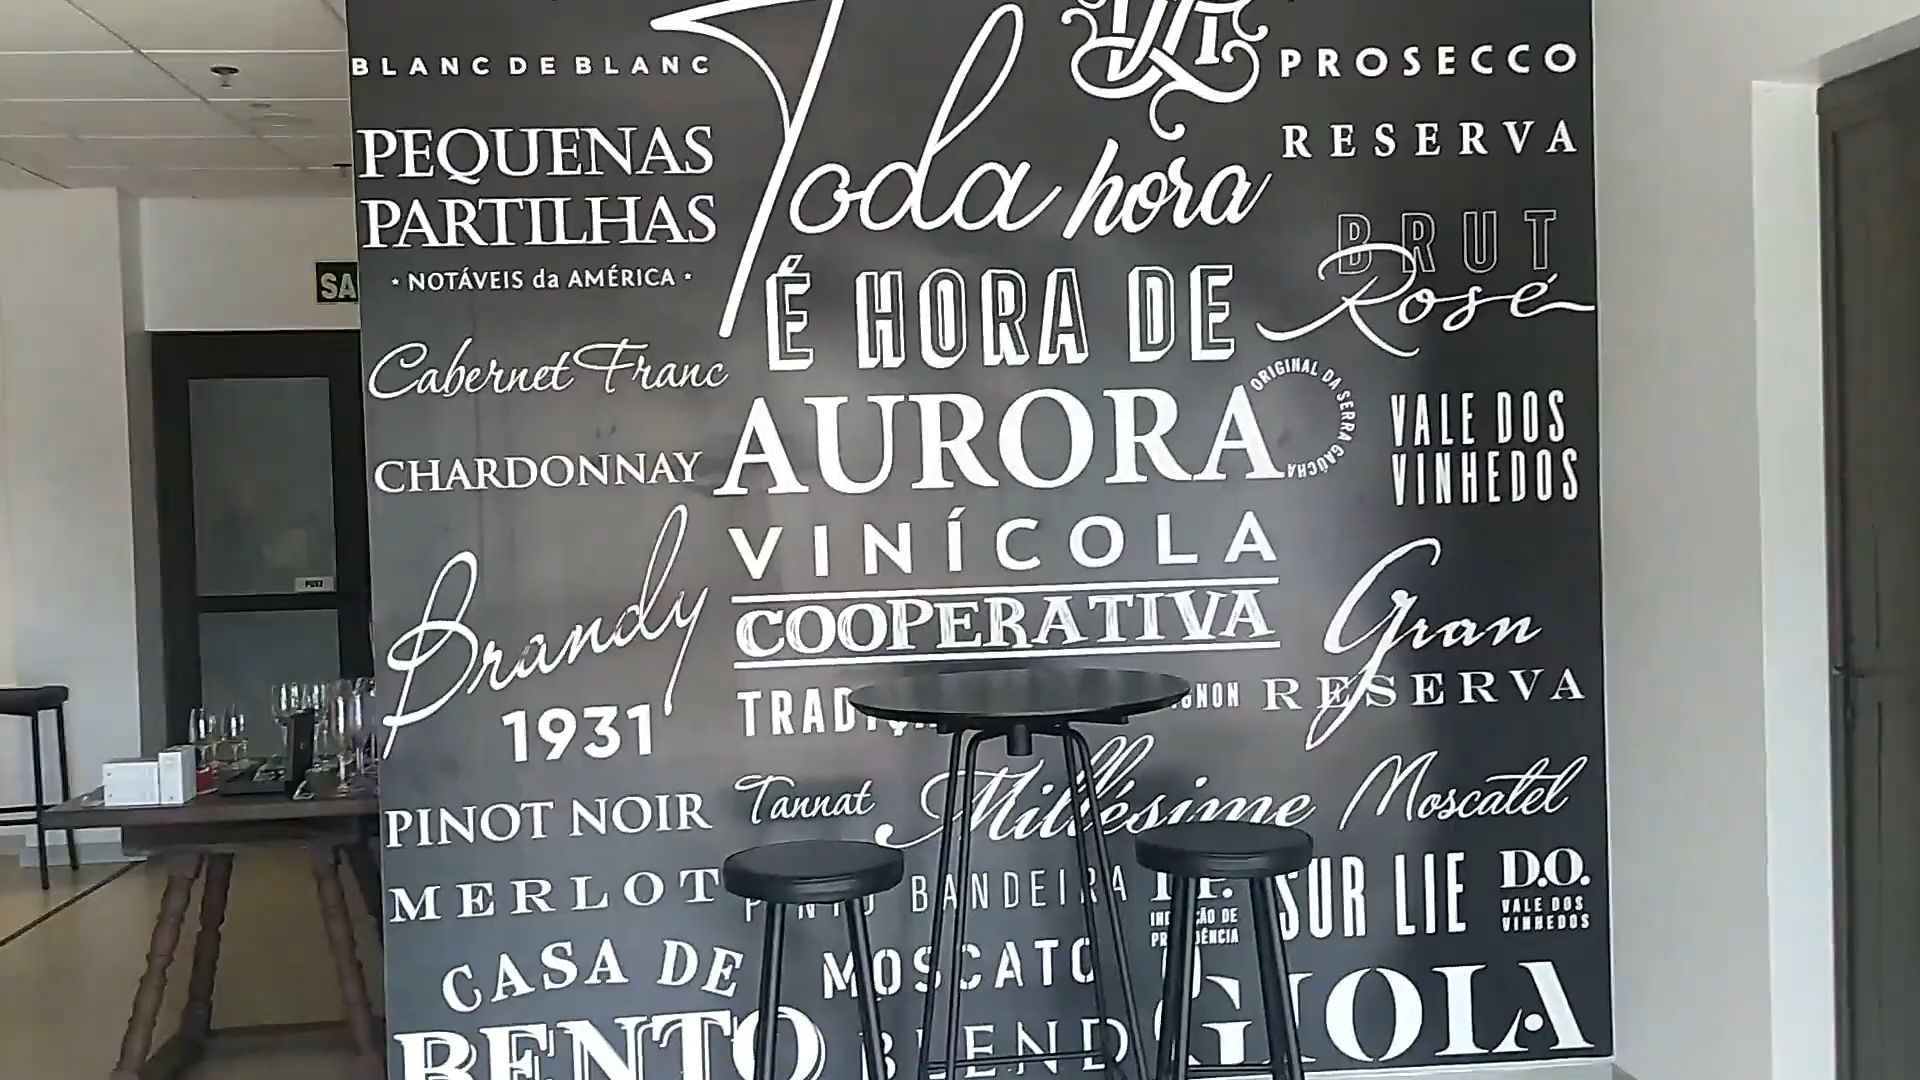 BLANC DE BLANC
PEQUENAS
PARTILHAS
• NOTÁVEIS da AMÉRICA •
SA
Cabernet Franc
CHARDONNAY
Brandy
1931
PINOT NOIR
MERLOT
CASA DE
BENTO
Toda hora
É HORA DE
AURORA
ORIGINAL DA SERRA GAÚCHA
VINÍCOLA
COOPERATIVA
Tannat
Millésime
Moscatel
BANDEIRA
MOSCATO
BLEND
PROSECCO
RESERVA
BRUT
Rosé
VALE DOS
VINHEDOS
Gran
RESERVA
SUR LIE
D.O.
VALE DOS
VINHEDOS
GIOIA